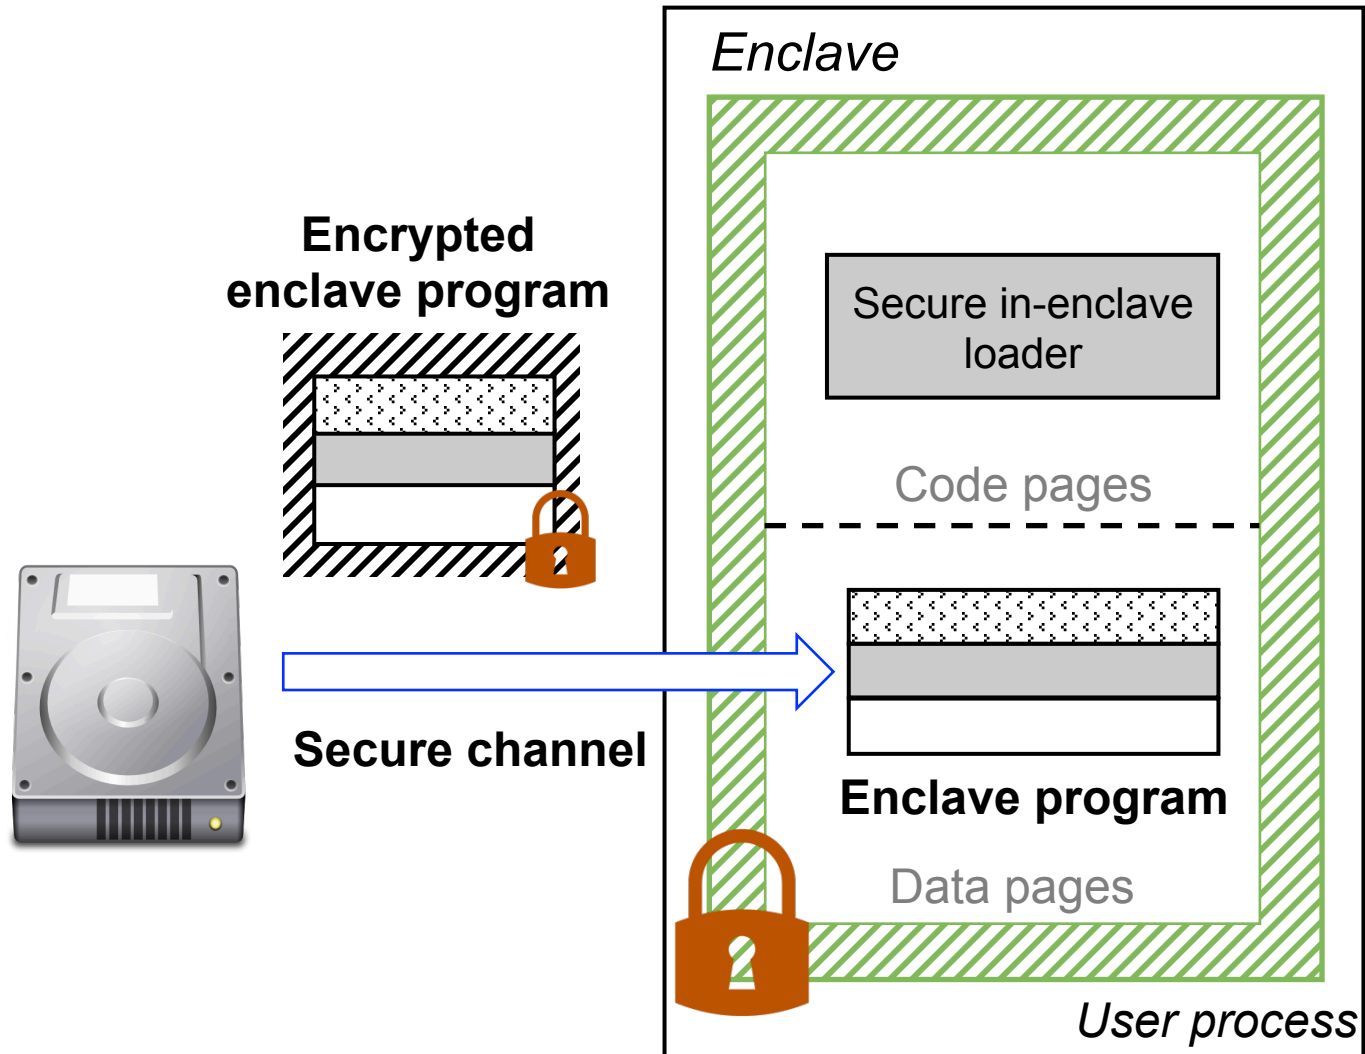 Enclave
Encrypted
enclave program
Secure in-enclave
loader
Code pages
Secure channel
Enclave program
Data pages
User process